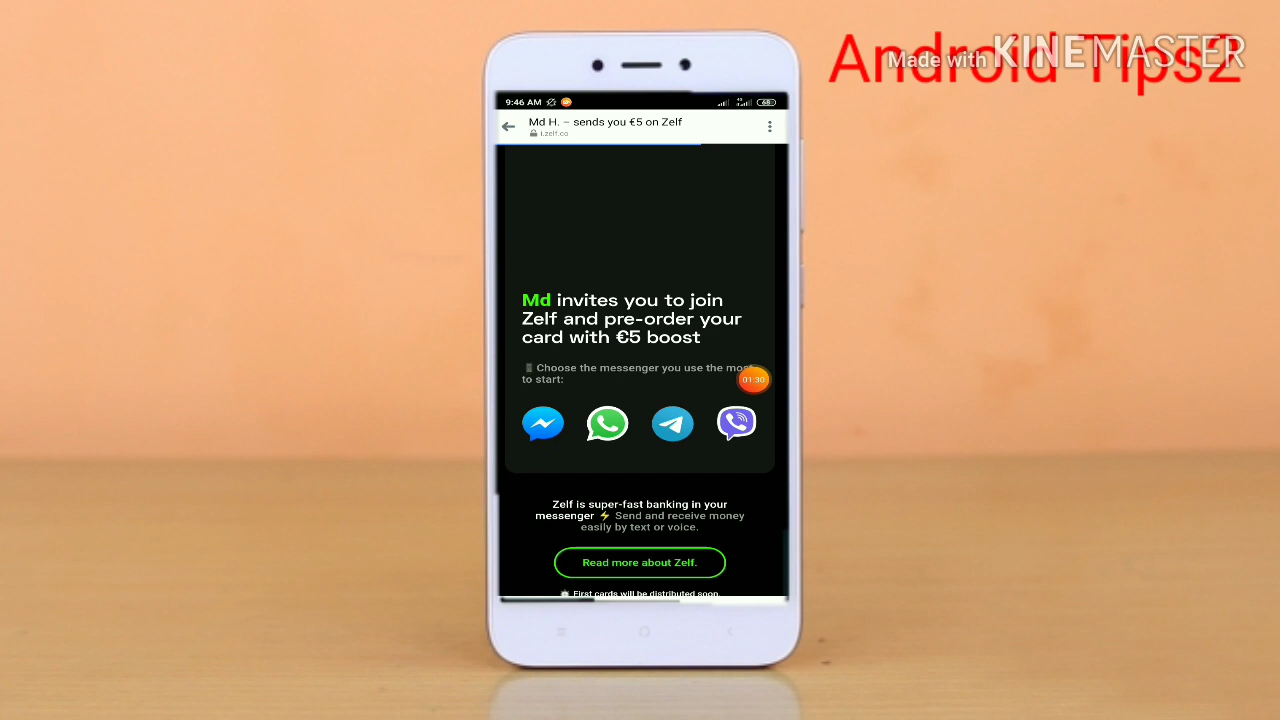 Android Tips2
Made with KINEMASTER
9:46 AM
4G
68
Md H. – sends you €5 on Zelf
i.zelf.co
Md invites you to join
Zelf and pre-order your
card with €5 boost
Choose the messenger you use the most
to start:
01:30
Zelf is super-fast banking in your
messenger ⚡ Send and receive money
easily by text or voice.
Read more about Zelf.
First cards will be distributed soon.